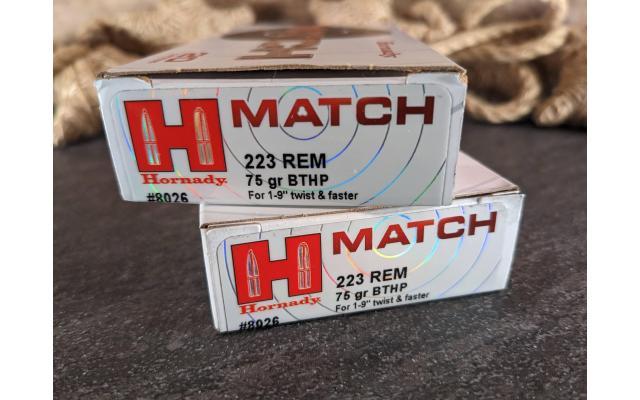 MATCH
223 REM
75 gr BTHP
For 1-9" twist & faster
H
Hornady
#8026
MATCH
223 REM
75 gr BTHP
For 1-9" twist & faster
H
Hornady
#8026